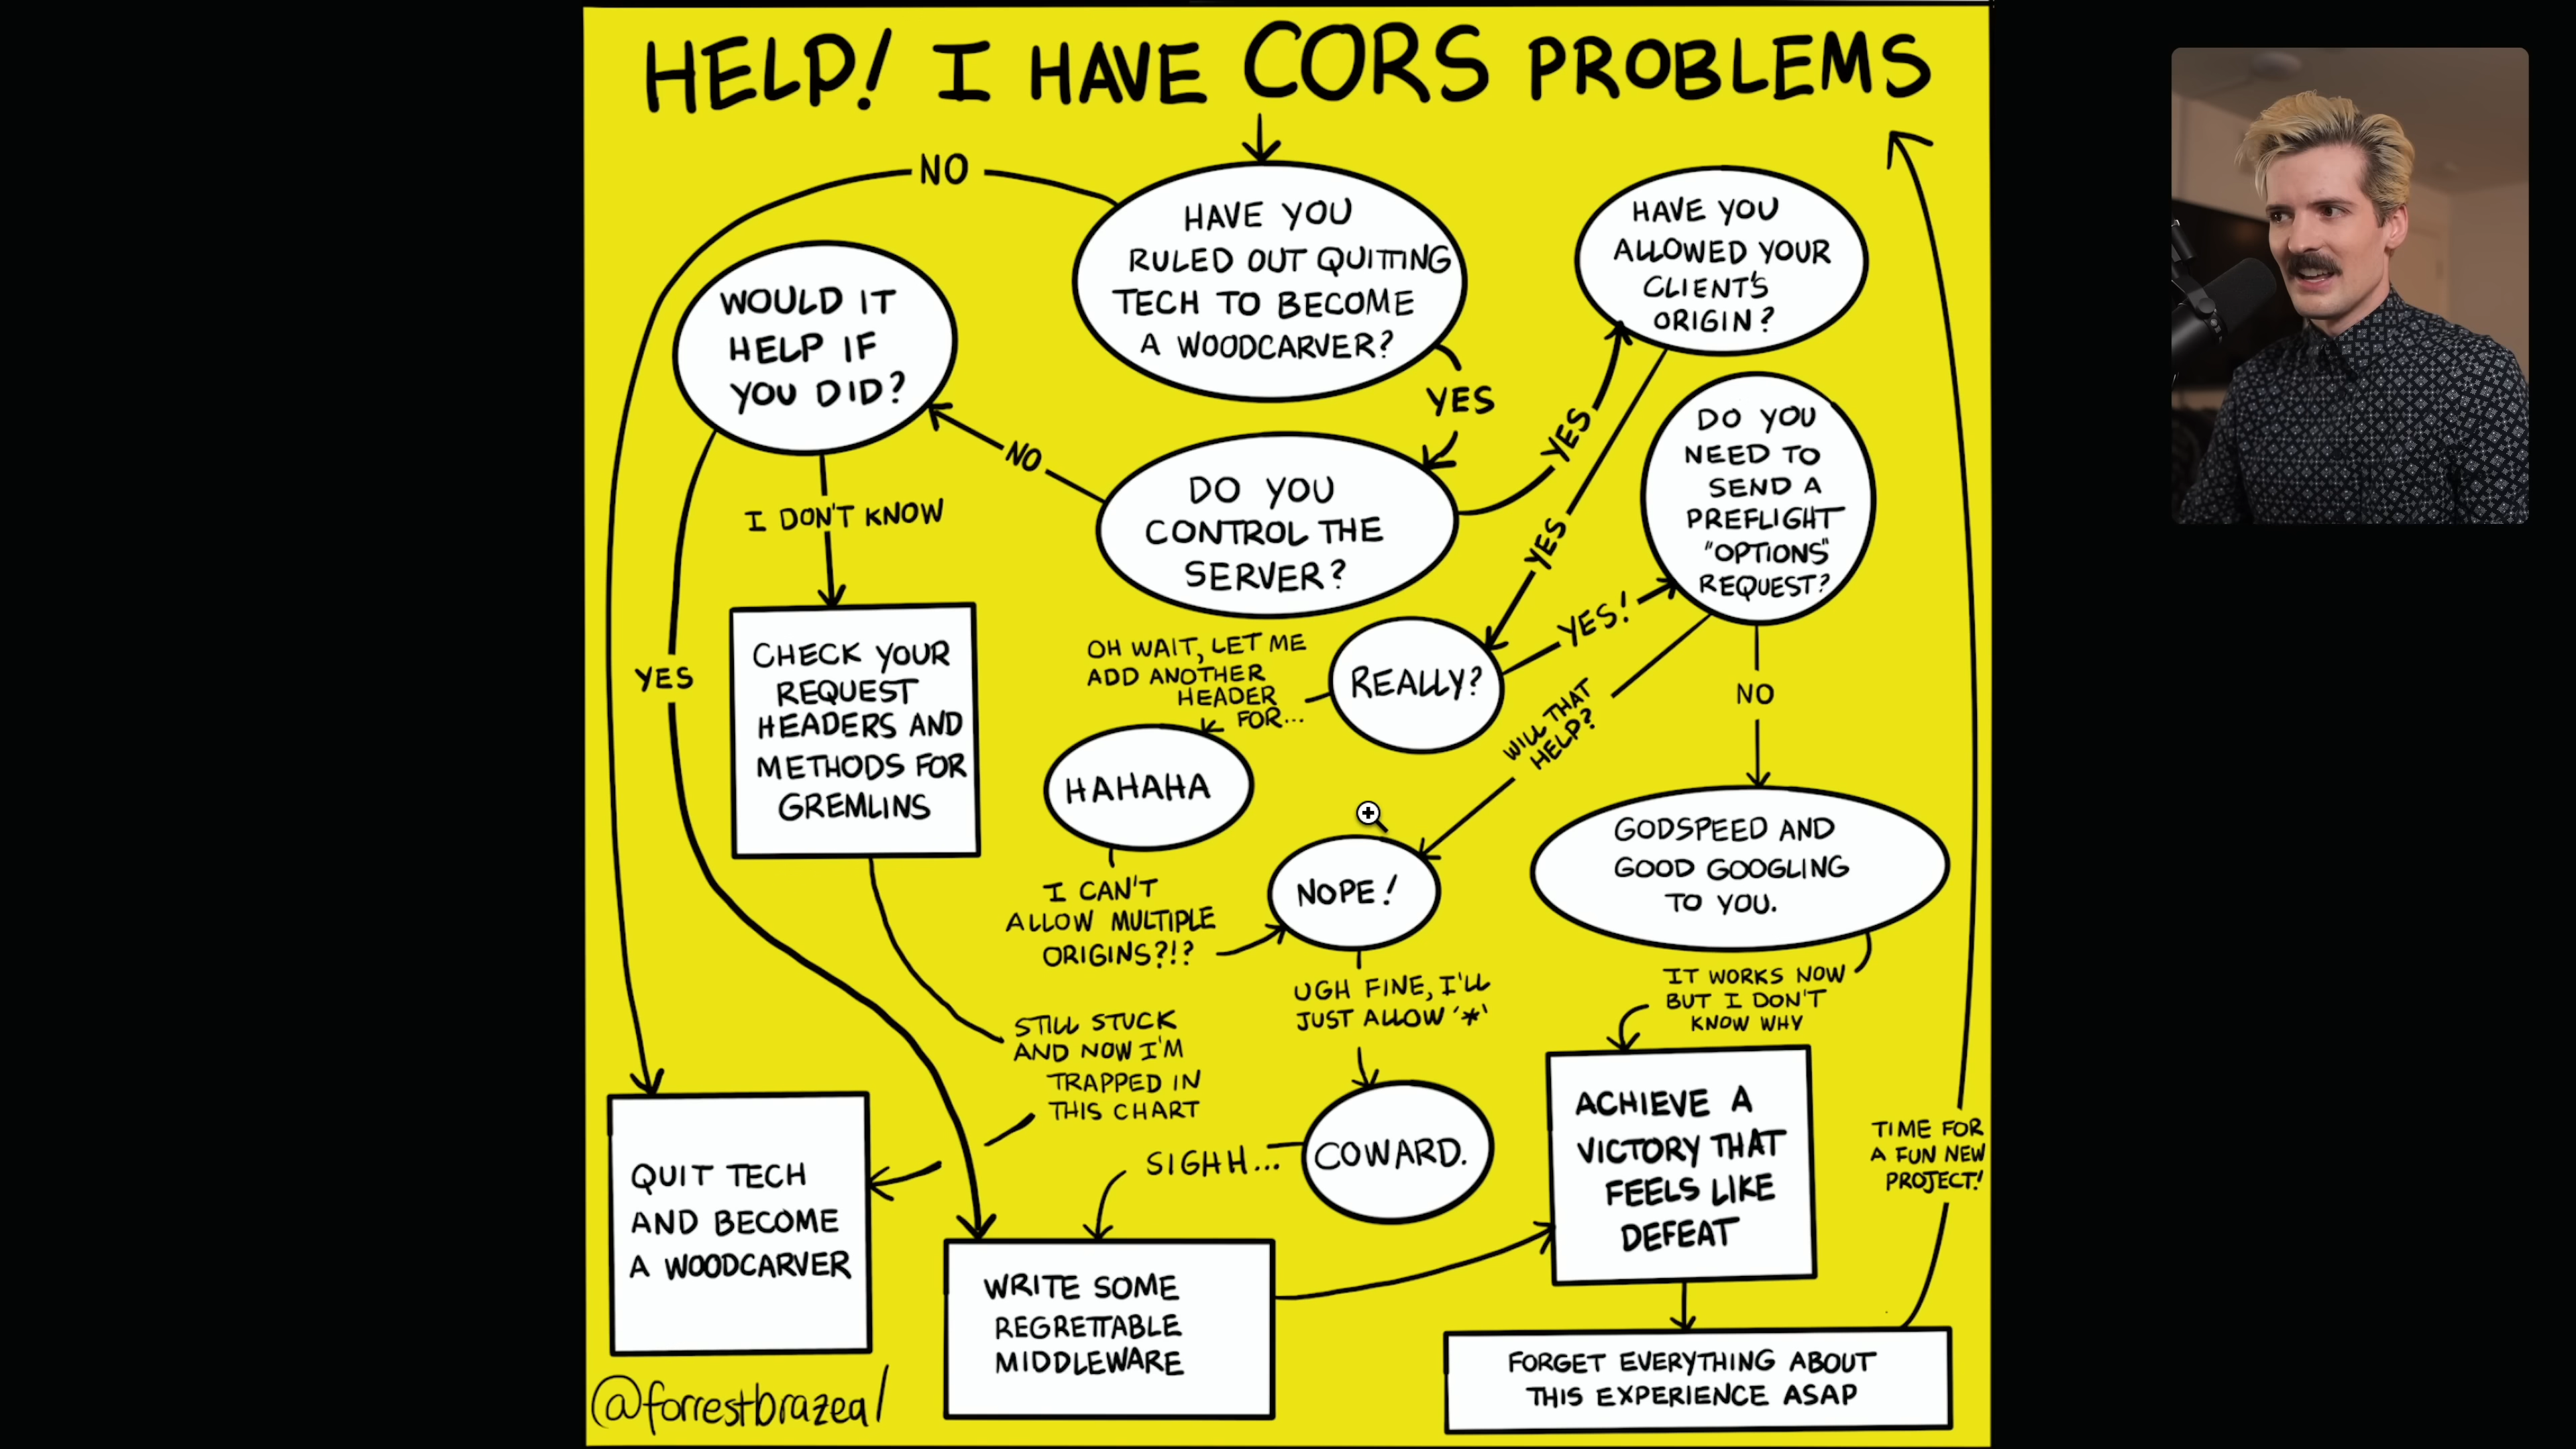 HELP! I HAVE CORS PROBLEMS
NO
HAVE YOU
RULED OUT QUITTING
TECH TO BECOME
A WOODCARVER?
HAVE YOU
ALLOWED YOUR
CLIENT'S
ORIGIN?
WOULD IT
HELP IF
YOU DID?
YES
NO
DO YOU
CONTROL THE
SERVER?
YES
YES
DO YOU
NEED TO
SEND A
PREFLIGHT
"OPTIONS"
REQUEST?
I DON'T KNOW
CHECK YOUR
REQUEST
HEADERS AND
METHODS FOR
GREMLINS
YES
OH WAIT, LET ME
ADD ANOTHER
HEADER
FOR...
REALLY?
YES!
WILL THAT
HELP?
NO
HAHAHA
I CAN'T
ALLOW MULTIPLE
ORIGINS?!?
NOPE!
GODSPEED AND
GOOD GOOGLING
TO YOU.
UGH FINE, I'LL
JUST ALLOW '*'
IT WORKS NOW
BUT I DON'T
KNOW WHY
STILL STUCK
AND NOW I'M
TRAPPED IN
THIS CHART
COWARD.
SIGHH...
ACHIEVE A
VICTORY THAT
FEELS LIKE
DEFEAT
TIME FOR
A FUN NEW
PROJECT!
QUIT TECH
AND BECOME
A WOODCARVER
WRITE SOME
REGRETTABLE
MIDDLEWARE
FORGET EVERYTHING ABOUT
THIS EXPERIENCE ASAP
@forrestbrazeal